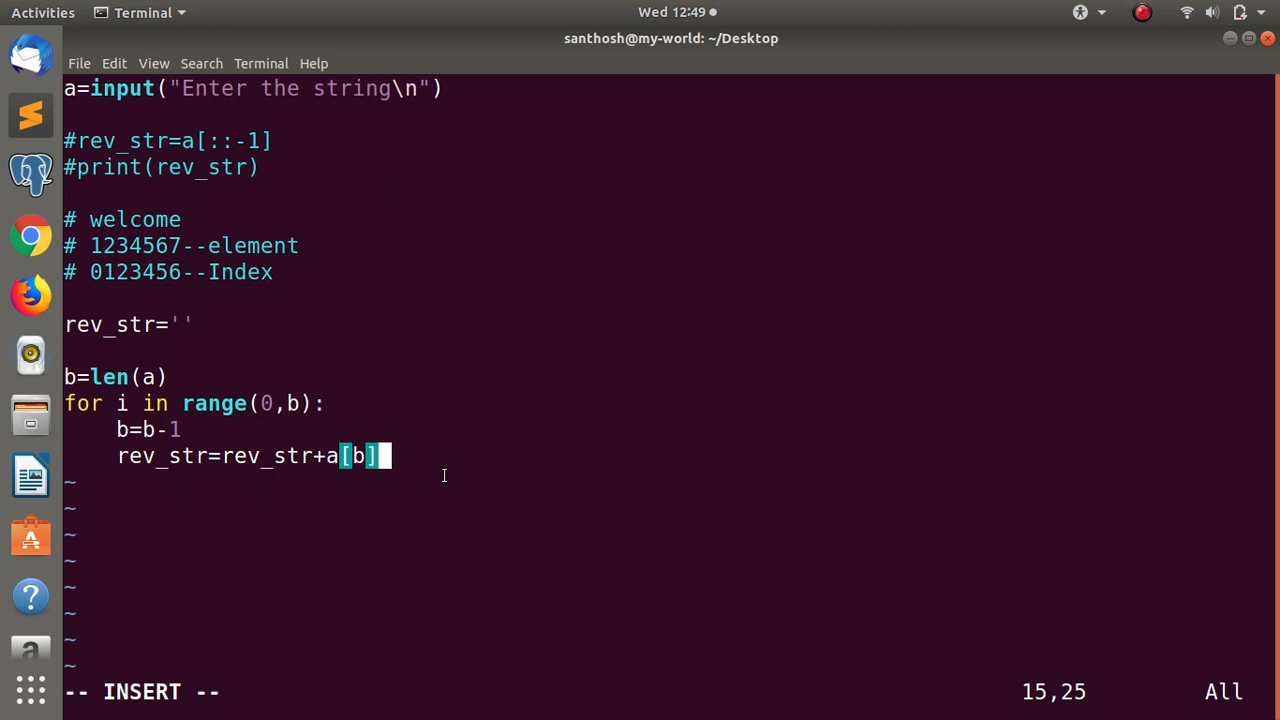 Activities Terminal Wed 12:49
santhosh@my-world: ~/Desktop
File Edit View Search Terminal Help
a=input("Enter the string\n")
#rev_str=a[::-1]
#print(rev_str)
# welcome
# 1234567--element
# 0123456--Index
rev_str=''
b=len(a)
for i in range(0,b):
    b=b-1
    rev_str=rev_str+a[b]
~
~
~
~
~
~
~
~
-- INSERT -- 15,25 All